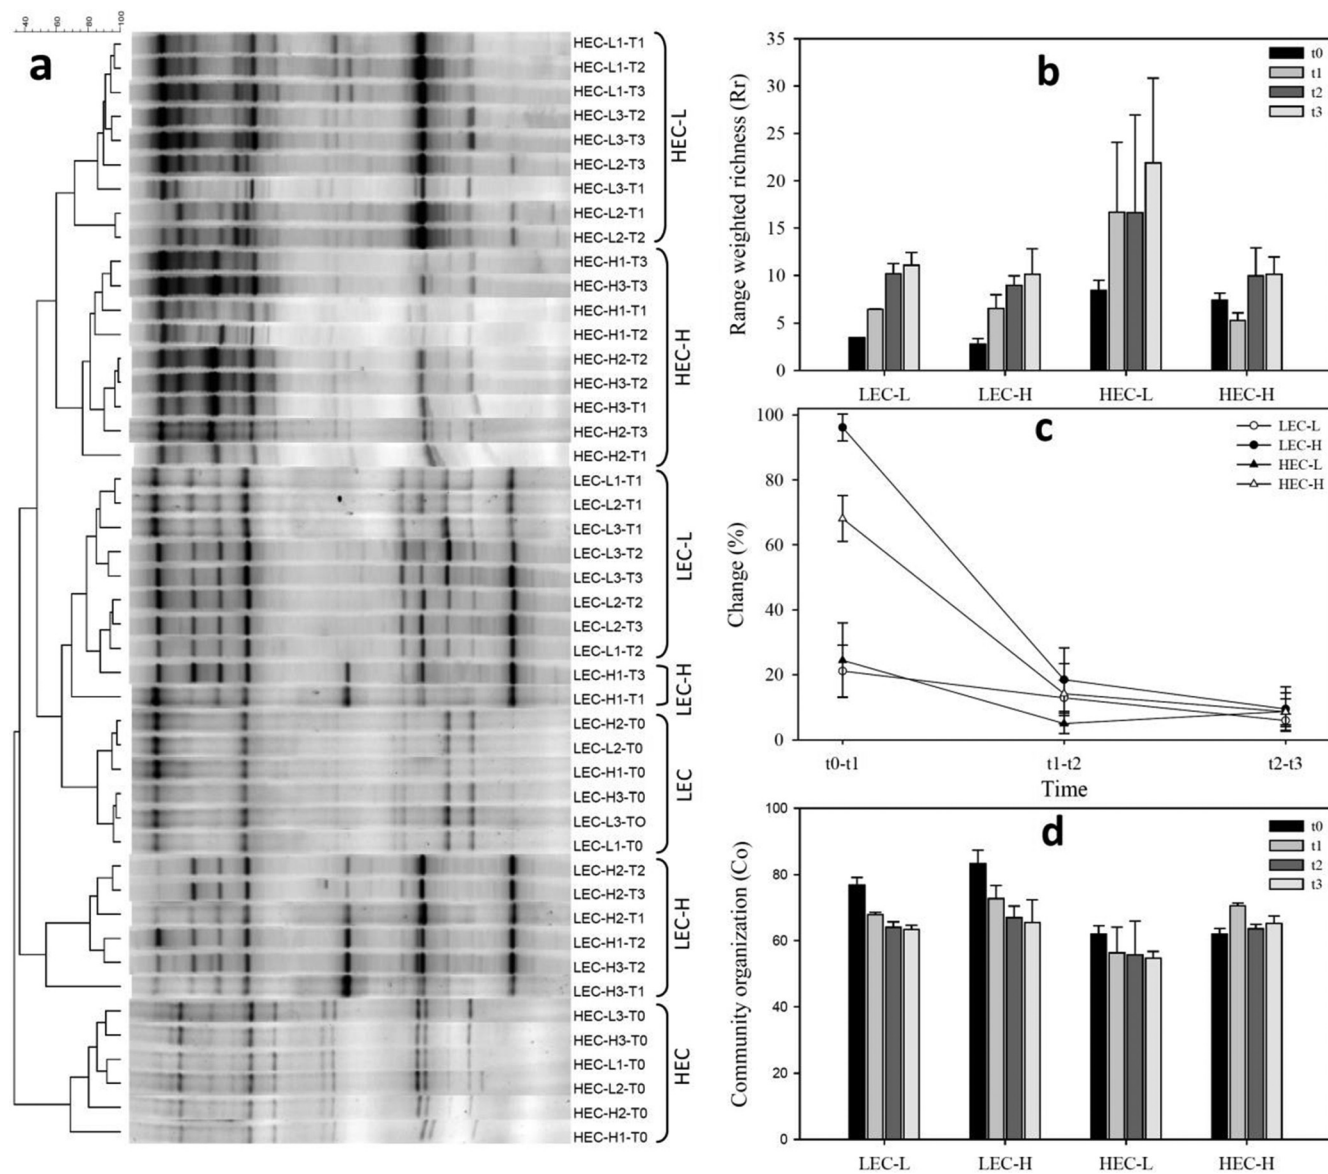 40
60
80
100
a
HEC-L1-T1
HEC-L1-T2
HEC-L1-T3
HEC-L3-T2
HEC-L3-T3
HEC-L2-T3
HEC-L3-T1
HEC-L2-T1
HEC-L2-T2
HEC-L
HEC-H1-T3
HEC-H3-T3
HEC-H1-T1
HEC-H1-T2
HEC-H2-T2
HEC-H3-T2
HEC-H3-T1
HEC-H2-T3
HEC-H2-T1
HEC-H
LEC-L1-T1
LEC-L2-T1
LEC-L3-T1
LEC-L3-T2
LEC-L3-T3
LEC-L2-T2
LEC-L2-T3
LEC-L1-T2
LEC-L
LEC-H1-T3
LEC-H1-T1
LEC-H
LEC-H2-T0
LEC-L2-T0
LEC-H1-T0
LEC-H3-T0
LEC-L3-TO
LEC-L1-T0
LEC
LEC-H2-T2
LEC-H2-T3
LEC-H2-T1
LEC-H1-T2
LEC-H3-T2
LEC-H3-T1
LEC-H
HEC-L3-T0
HEC-H3-T0
HEC-L1-T0
HEC-L2-T0
HEC-H2-T0
HEC-H1-T0
HEC
b
Range weighted richness (Rr)
35
30
25
20
15
10
5
0
t0
t1
t2
t3
LEC-L LEC-H HEC-L HEC-H
c
Change (%)
100
80
60
40
20
0
LEC-L
LEC-H
HEC-L
HEC-H
t0-t1 t1-t2 t2-t3
Time
d
Community organization (Co)
100
80
60
40
20
0
t0
t1
t2
t3
LEC-L LEC-H HEC-L HEC-H